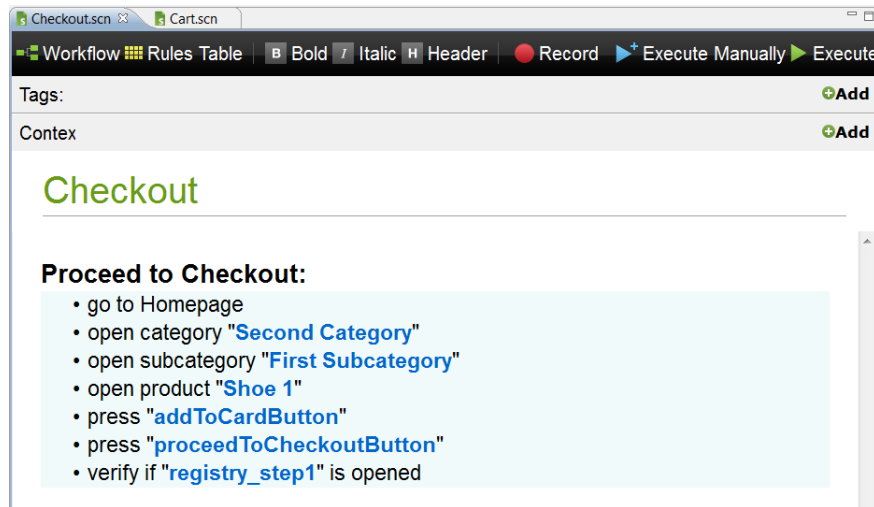 Checkout.scn Cart.scn
Workflow Rules Table B Bold I Italic H Header Record Execute Manually Execute
Tags: Add
Contex Add
Checkout
Proceed to Checkout:
• go to Homepage
• open category "Second Category"
• open subcategory "First Subcategory"
• open product "Shoe 1"
• press "addToCardButton"
• press "proceedToCheckoutButton"
• verify if "registry_step1" is opened